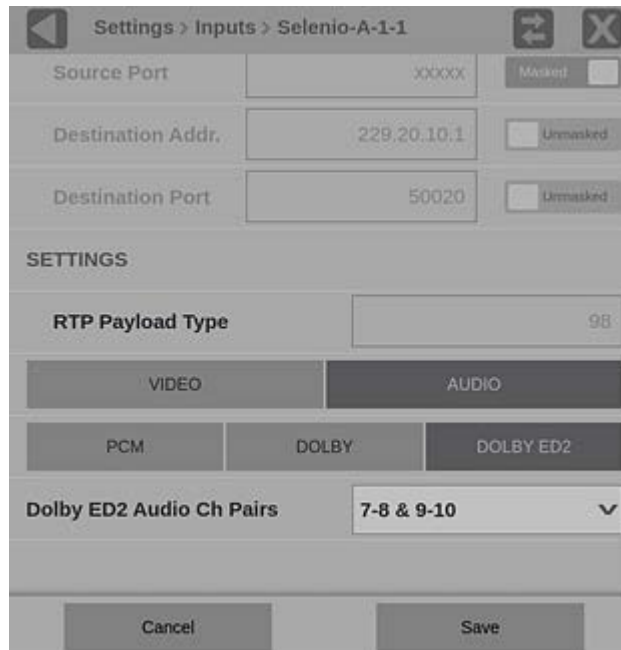 Settings > Inputs > Selenio-A-1-1
Source Port xxxxx Masked
Destination Addr. 229.20.10.1 Unmasked
Destination Port 50020 Unmasked
SETTINGS
RTP Payload Type 98
VIDEO AUDIO
PCM DOLBY DOLBY ED2
Dolby ED2 Audio Ch Pairs 7-8 & 9-10
Cancel Save